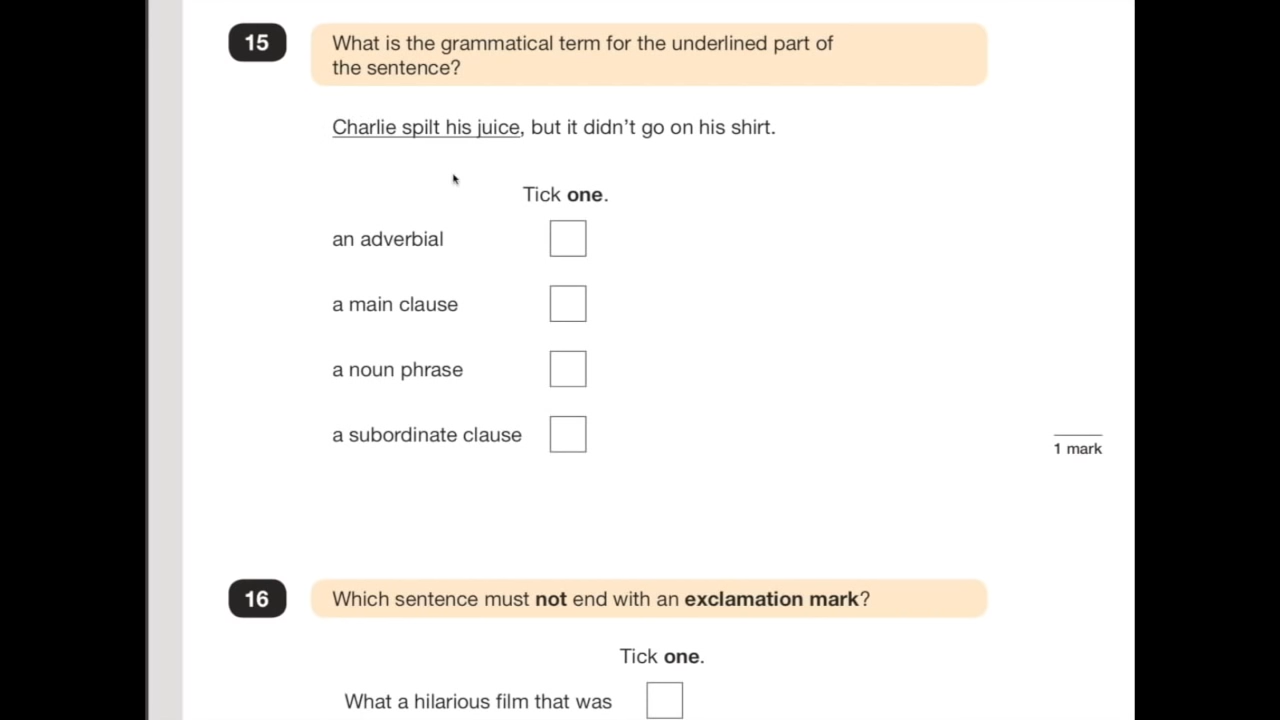 15
What is the grammatical term for the underlined part of
the sentence?
Charlie spilt his juice, but it didn’t go on his shirt.
Tick one.
an adverbial
a main clause
a noun phrase
a subordinate clause
1 mark
16
Which sentence must not end with an exclamation mark?
Tick one.
What a hilarious film that was